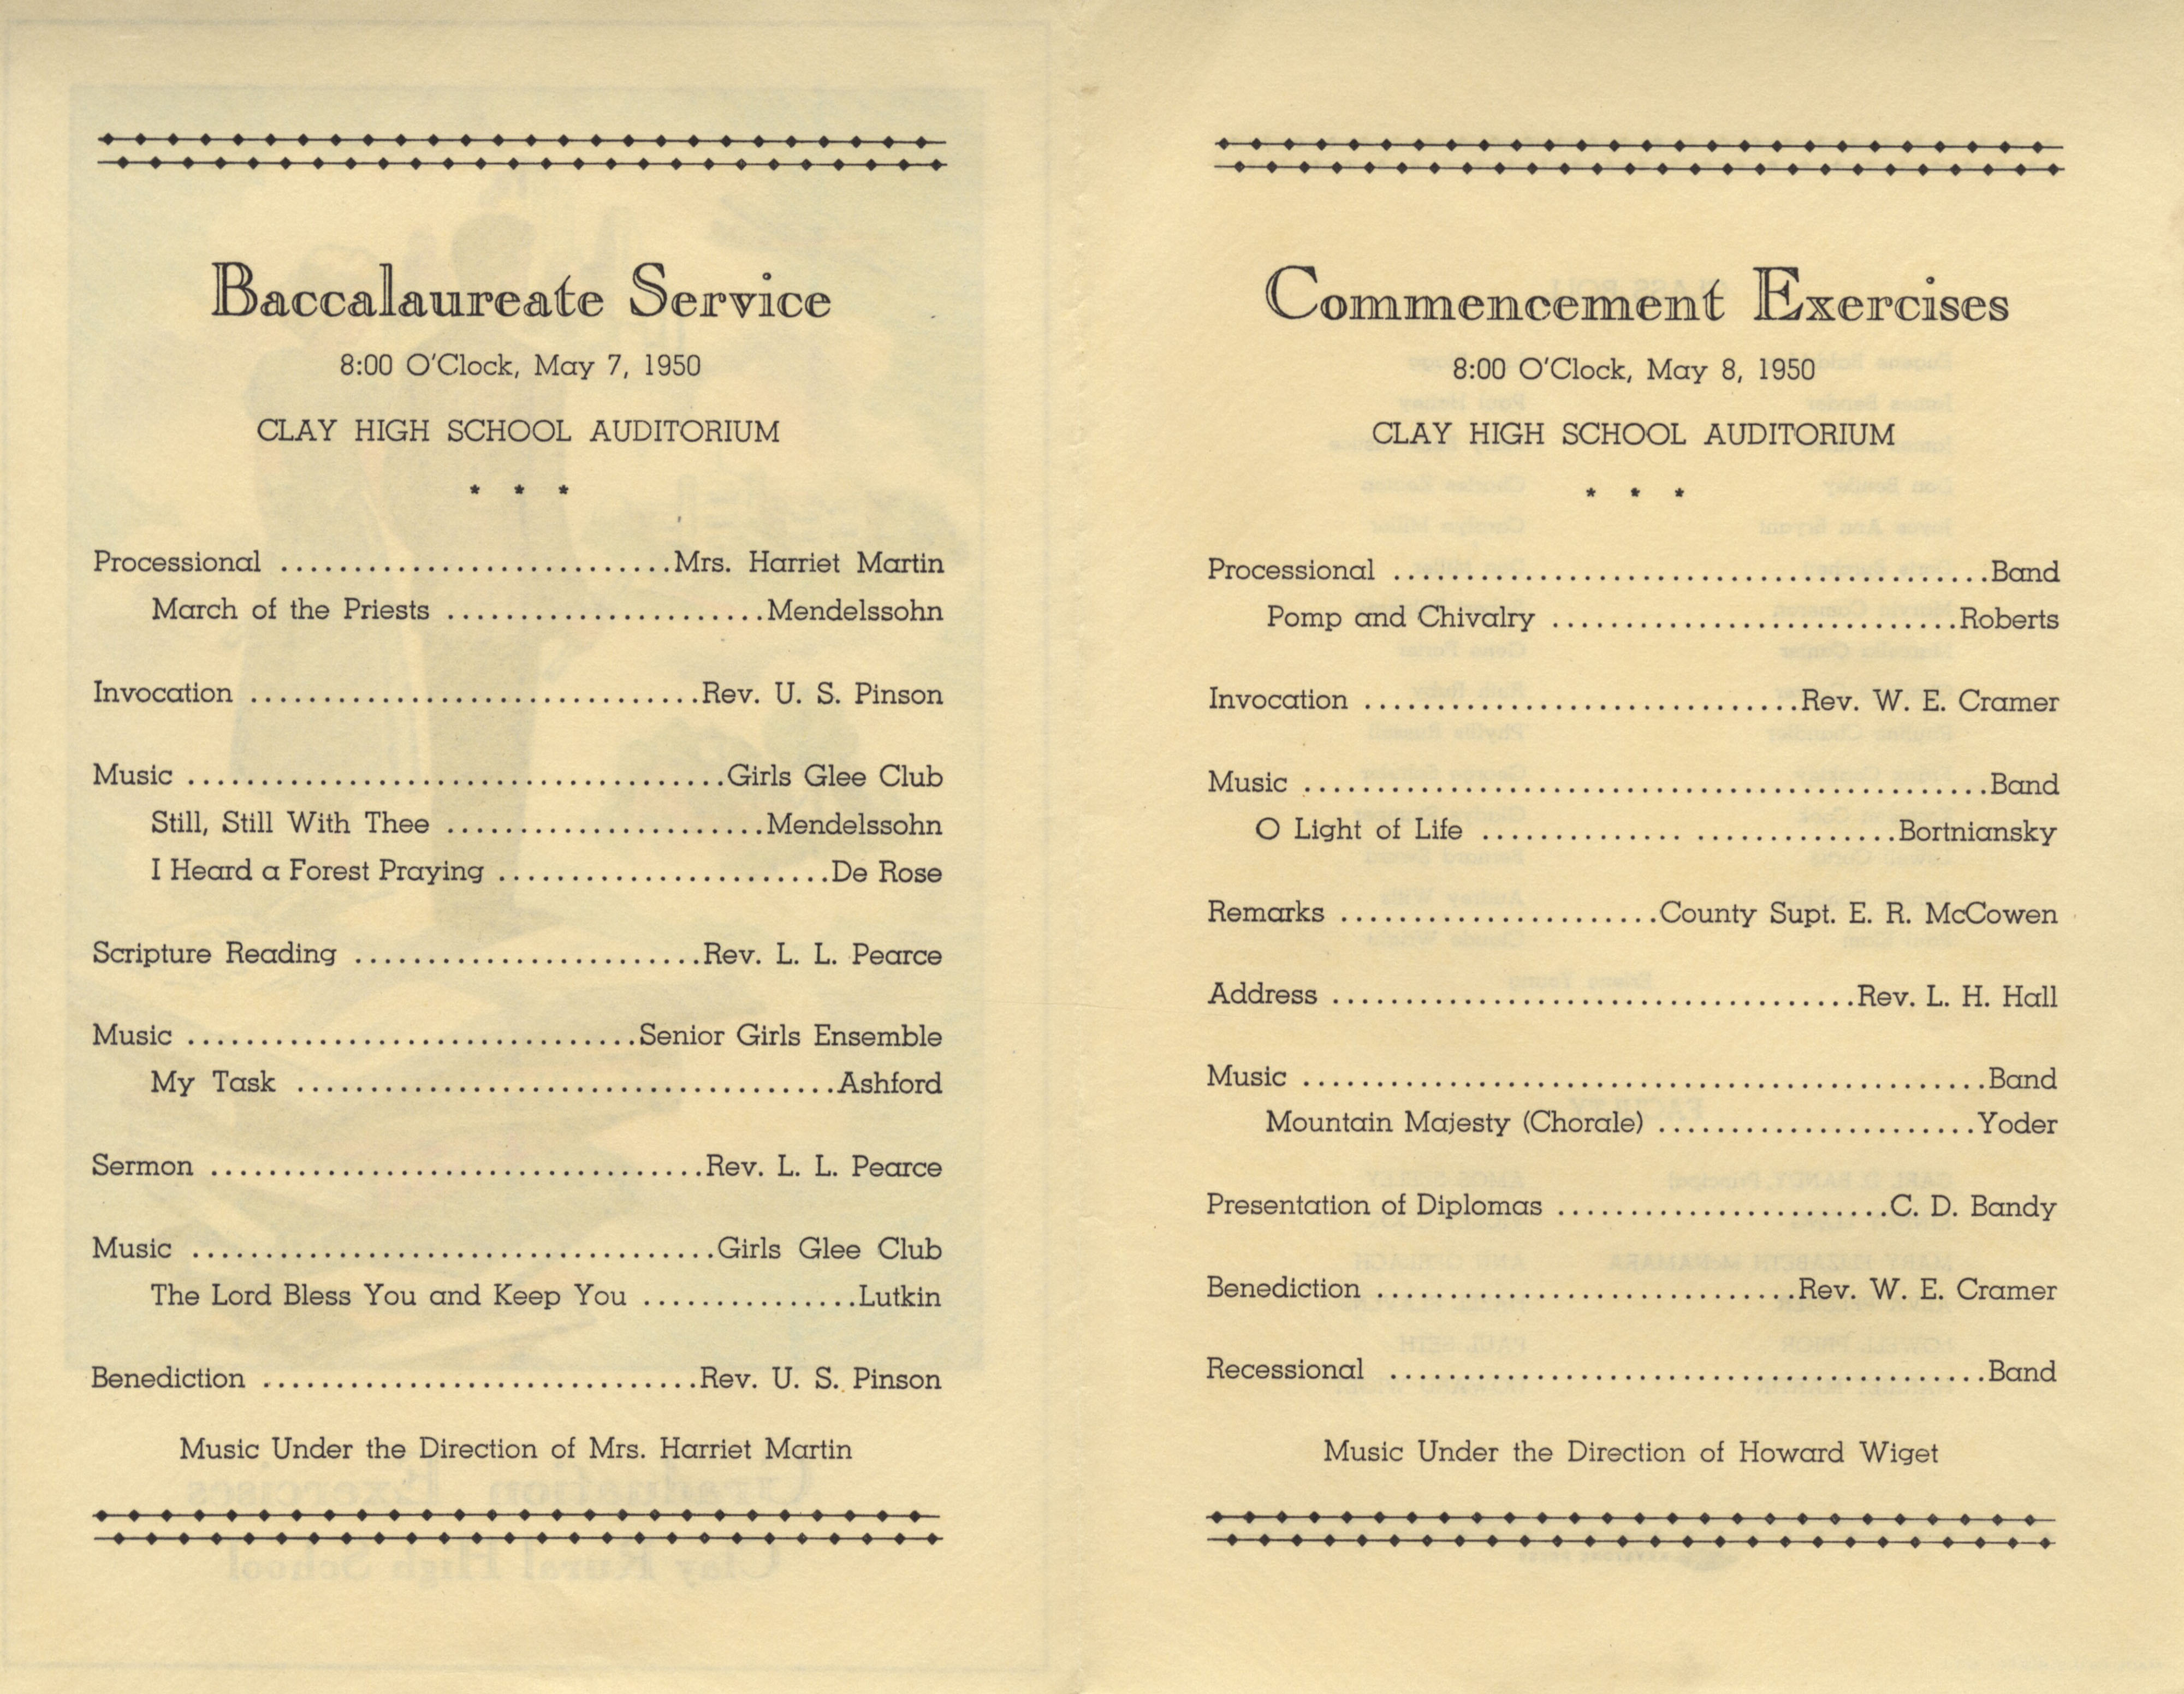 Baccalaureate Service
8:00 O'Clock, May 7, 1950
CLAY HIGH SCHOOL AUDITORIUM
* * *
Processional ...........................Mrs. Harriet Martin
March of the Priests ......................Mendelssohn
Invocation ...............................Rev. U. S. Pinson
Music .....................................Girls Glee Club
Still, Still With Thee ......................Mendelssohn
I Heard a Forest Praying .......................De Rose
Scripture Reading ........................Rev. L. L. Pearce
Music ...............................Senior Girls Ensemble
My Task .....................................Ashford
Sermon ..................................Rev. L. L. Pearce
Music ....................................Girls Glee Club
The Lord Bless You and Keep You ...............Lutkin
Benediction ..............................Rev. U. S. Pinson
Music Under the Direction of Mrs. Harriet Martin
Commencement Exercises
8:00 O'Clock, May 8, 1950
CLAY HIGH SCHOOL AUDITORIUM
* * *
Processional .........................................Band
Pomp and Chivalry ............................Roberts
Invocation ..............................Rev. W. E. Cramer
Music ...............................................Band
O Light of Life .............. ..............Bortniansky
Remarks ......................County Supt. E. R. McCowen
Address ....................................Rev. L. H. Hall
Music ...............................................Band
Mountain Majesty (Chorale) ......................Yoder
Presentation of Diplomas .......................C. D. Bandy
Benediction .............................Rev. W. E. Cramer
Recessional .........................................Band
Music Under the Direction of Howard Wiget